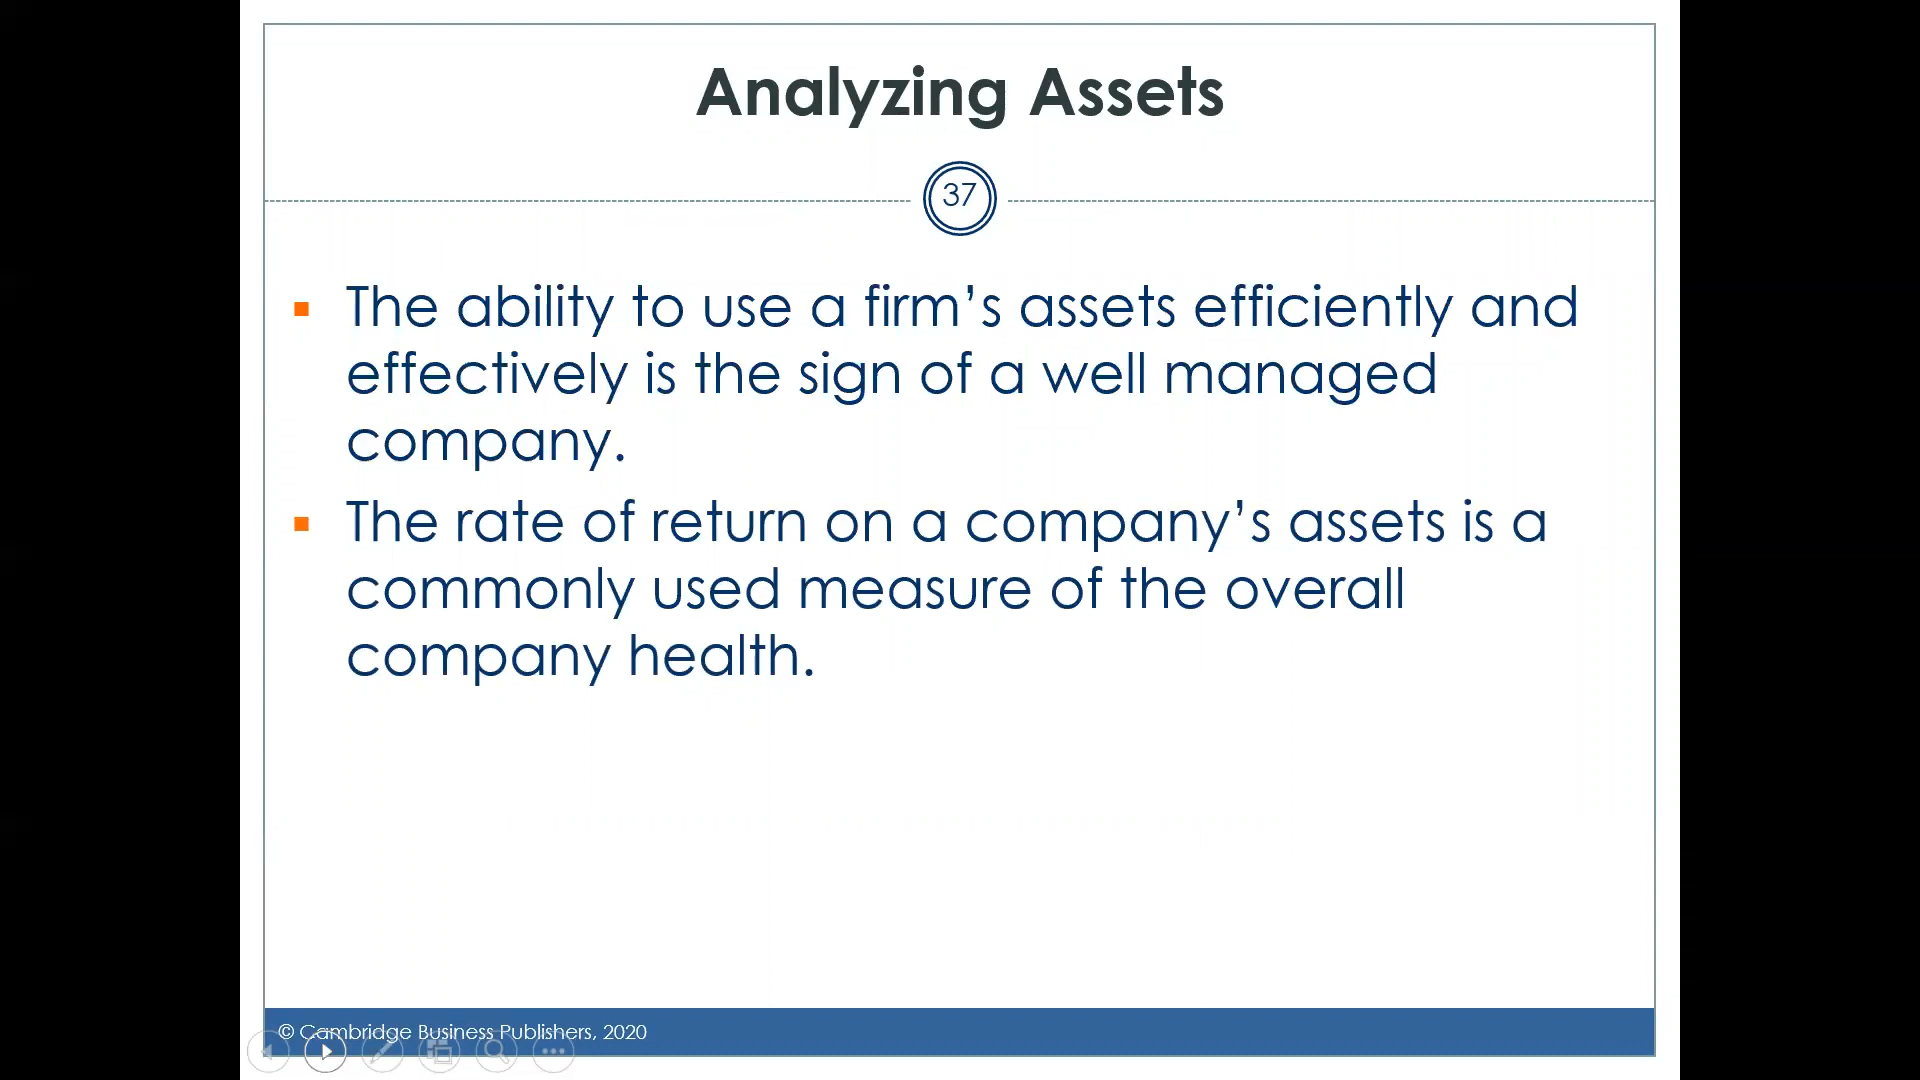 Analyzing Assets
37
▪ The ability to use a firm’s assets efficiently and
effectively is the sign of a well managed
company.
▪ The rate of return on a company’s assets is a
commonly used measure of the overall
company health.
© Cambridge Business Publishers, 2020